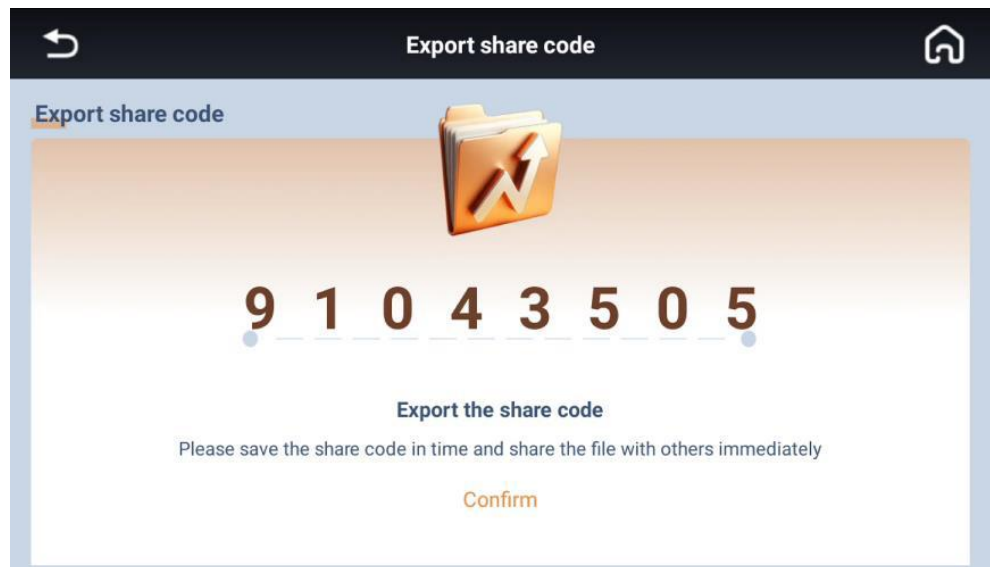 Export share code
Export share code
9 1 0 4 3 5 0 5
Export the share code
Please save the share code in time and share the file with others immediately
Confirm